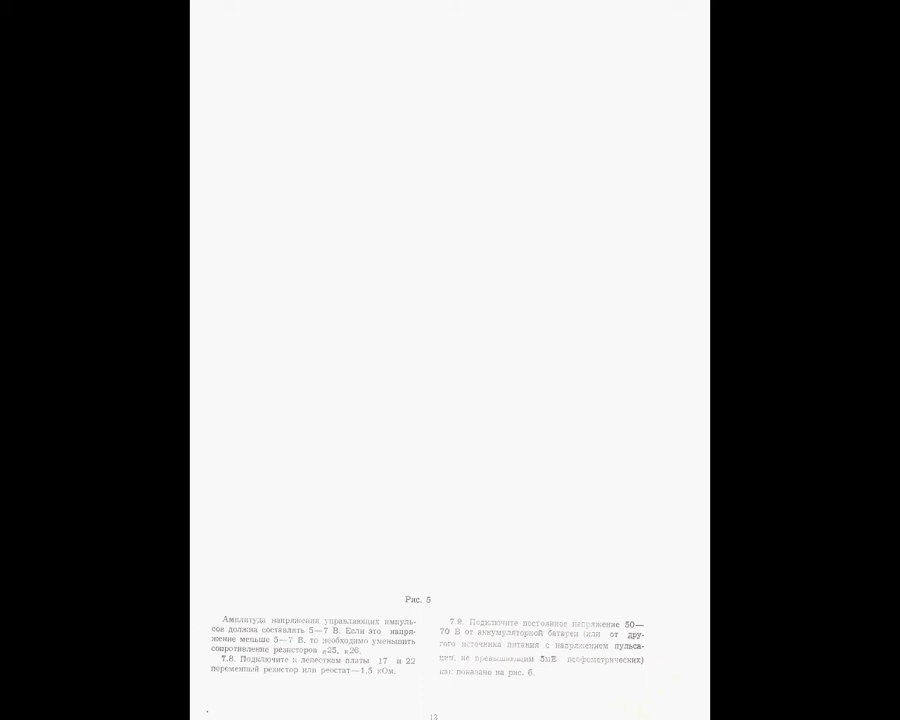 Рис. 5
Амплитуда напряжения управляющих импуль-
сов должна составлять 5—7 В. Если это напря-
жение меньше 5—7 В, то необходимо уменьшить
сопротивление резисторов R25, R26.
7.8. Подключите к лепесткам платы 17 и 22
переменный резистор или реостат—1,5 кОм.
7.9. Подключите постоянное напряжение 50—
70 В от аккумуляторной батареи (или от дру-
гого источника питания с напряжением пульса-
ции, не превышающим 5мВ псофометрических)
как показано на рис. 6.
13